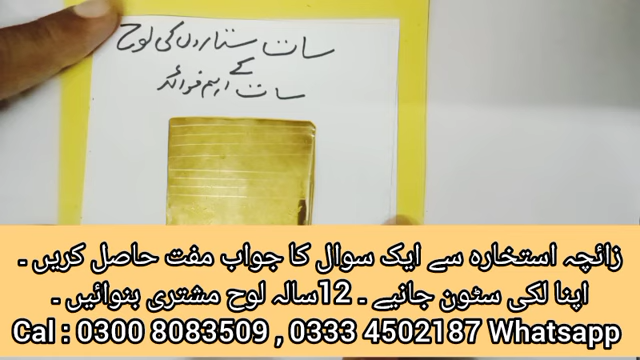 سات ستاروں کی لوح
کے
سات اہم فوائد
زائچہ استخارہ سے ایک سوال کا جواب مفت حاصل کریں ۔
اپنا لکی سٹون جانیے ۔ 12سالہ لوح مشتری بنوائیں ۔
Cal : 0300 8083509 , 0333 4502187 Whatsapp